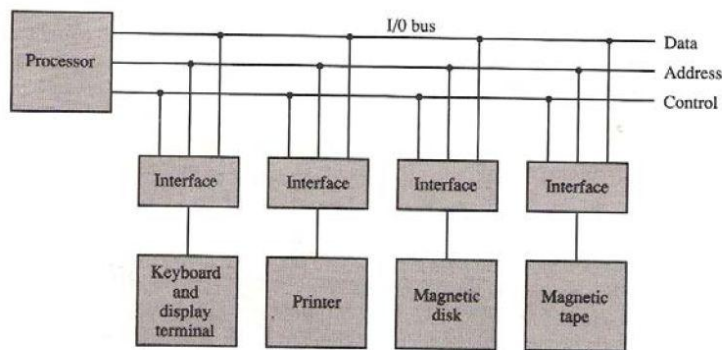 I/0 bus
Data
Processor
Address
Control
Interface
Interface
Interface
Interface
Keyboard
and
display
terminal
Printer
Magnetic
disk
Magnetic
tape